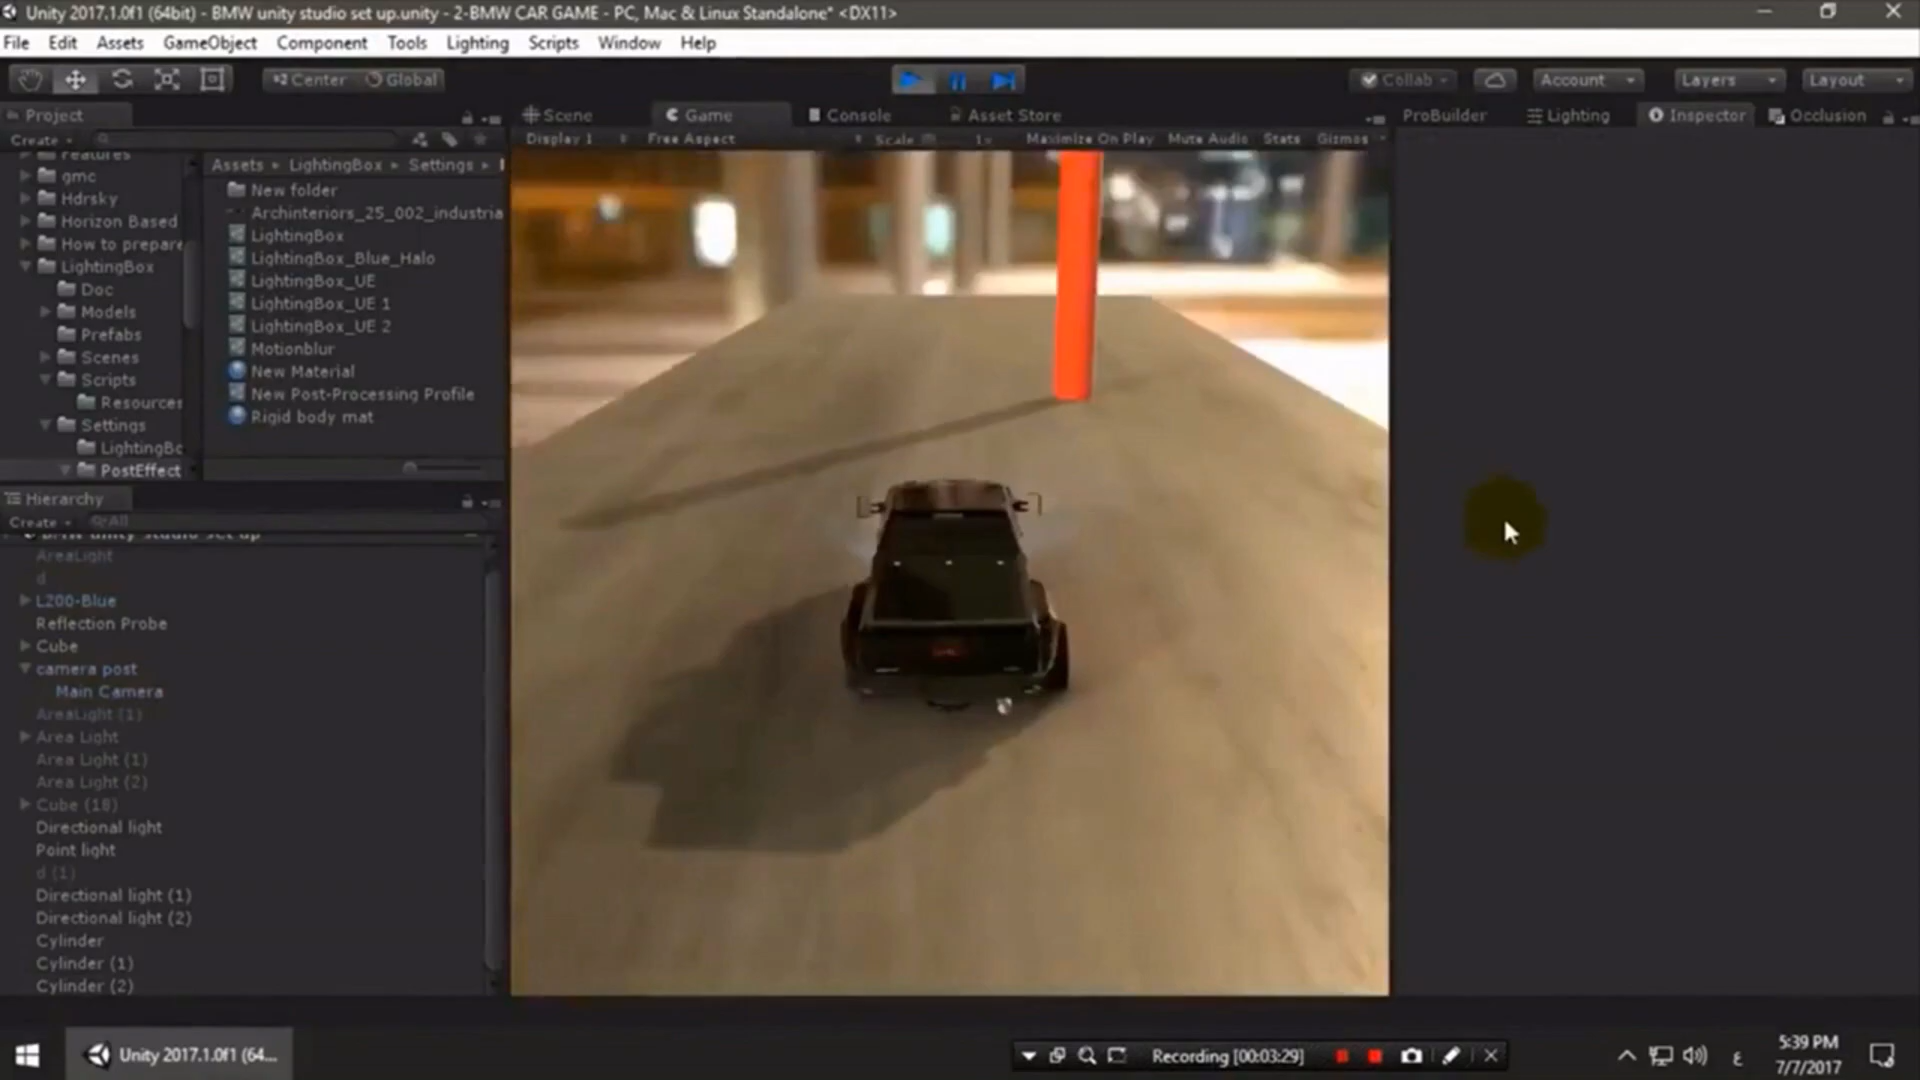 Unity 2017.1.0f1 (64bit) - BMW unity studio set up.unity - 2-BMW CAR GAME - PC, Mac & Linux Standalone* <DX11>
File Edit Assets GameObject Component Tools Lighting Scripts Window Help
Center Global Collab Account Layers Layout
Project
Create
Features
gmc
Hdrsky
Horizon Based
How to prepare
LightingBox
Doc
Models
Prefabs
Scenes
Scripts
Resources
Settings
LightingBo
PostEffect
Assets LightingBox Settings
New folder
Archinteriors_25_002_industria
LightingBox
LightingBox_Blue_Halo
LightingBox_UE
LightingBox_UE 1
LightingBox_UE 2
Motionblur
New Material
New Post-Processing Profile
Rigid body mat
Hierarchy
Create All
BMW unity studio set up
AreaLight
d
L200-Blue
Reflection Probe
Cube
camera post
Main Camera
AreaLight (1)
Area Light
Area Light (1)
Area Light (2)
Cube (18)
Directional light
Point light
d (1)
Directional light (1)
Directional light (2)
Cylinder
Cylinder (1)
Cylinder (2)
Scene Game Console Asset Store
Display 1 Free Aspect Scale 1x Maximize On Play Mute Audio Stats Gizmos
ProBuilder Lighting Inspector Occlusion
Unity 2017.1.0f1 (64...
Recording [00:03:29]
ع
5:39 PM
7/7/2017